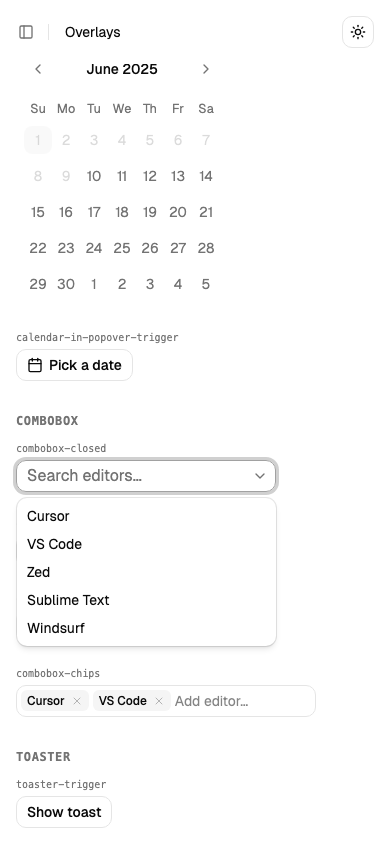 Overlays
June 2025
Su Mo Tu We Th Fr Sa
1 2 3 4 5 6 7
8 9 10 11 12 13 14
15 16 17 18 19 20 21
22 23 24 25 26 27 28
29 30 1 2 3 4 5
calendar-in-popover-trigger
Pick a date
COMBOBOX
combobox-closed
Search editors...
Cursor
VS Code
Zed
Sublime Text
Windsurf
combobox-chips
Cursor VS Code Add editor...
TOASTER
toaster-trigger
Show toast